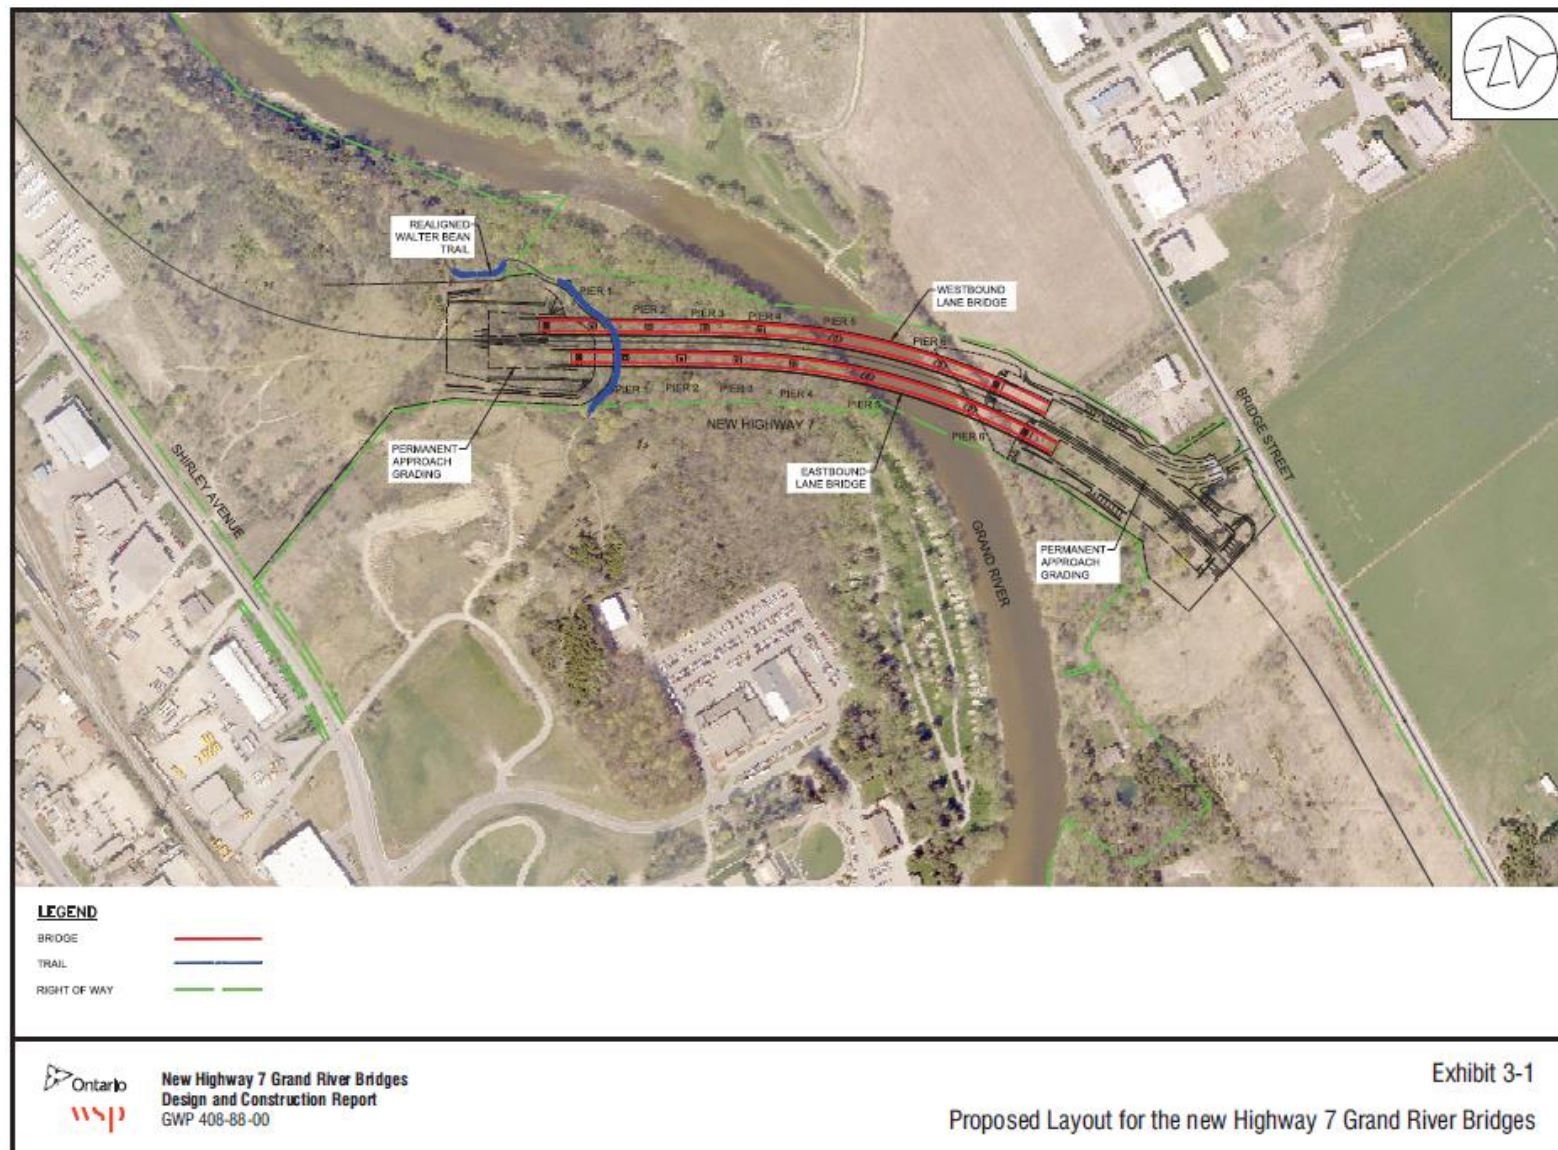 REALIGNED
WALTER BEAN
TRAIL
PIER 1
PIER 2
PIER 3
PIER 4
PIER 5
PIER 6
WESTBOUND
LANE BRIDGE
PIER 1
PIER 2
PIER 3
PIER 4
PIER 5
PIER 6
NEW HIGHWAY 7
PERMANENT
APPROACH
GRADING
EASTBOUND
LANE BRIDGE
SHIRLEY AVENUE
BRIDGE STREET
GRAND RIVER
PERMANENT
APPROACH
GRADING
LEGEND
BRIDGE
TRAIL
RIGHT OF WAY
Ontario
wsp
New Highway 7 Grand River Bridges
Design and Construction Report
GWP 408-88-00
Exhibit 3-1
Proposed Layout for the new Highway 7 Grand River Bridges